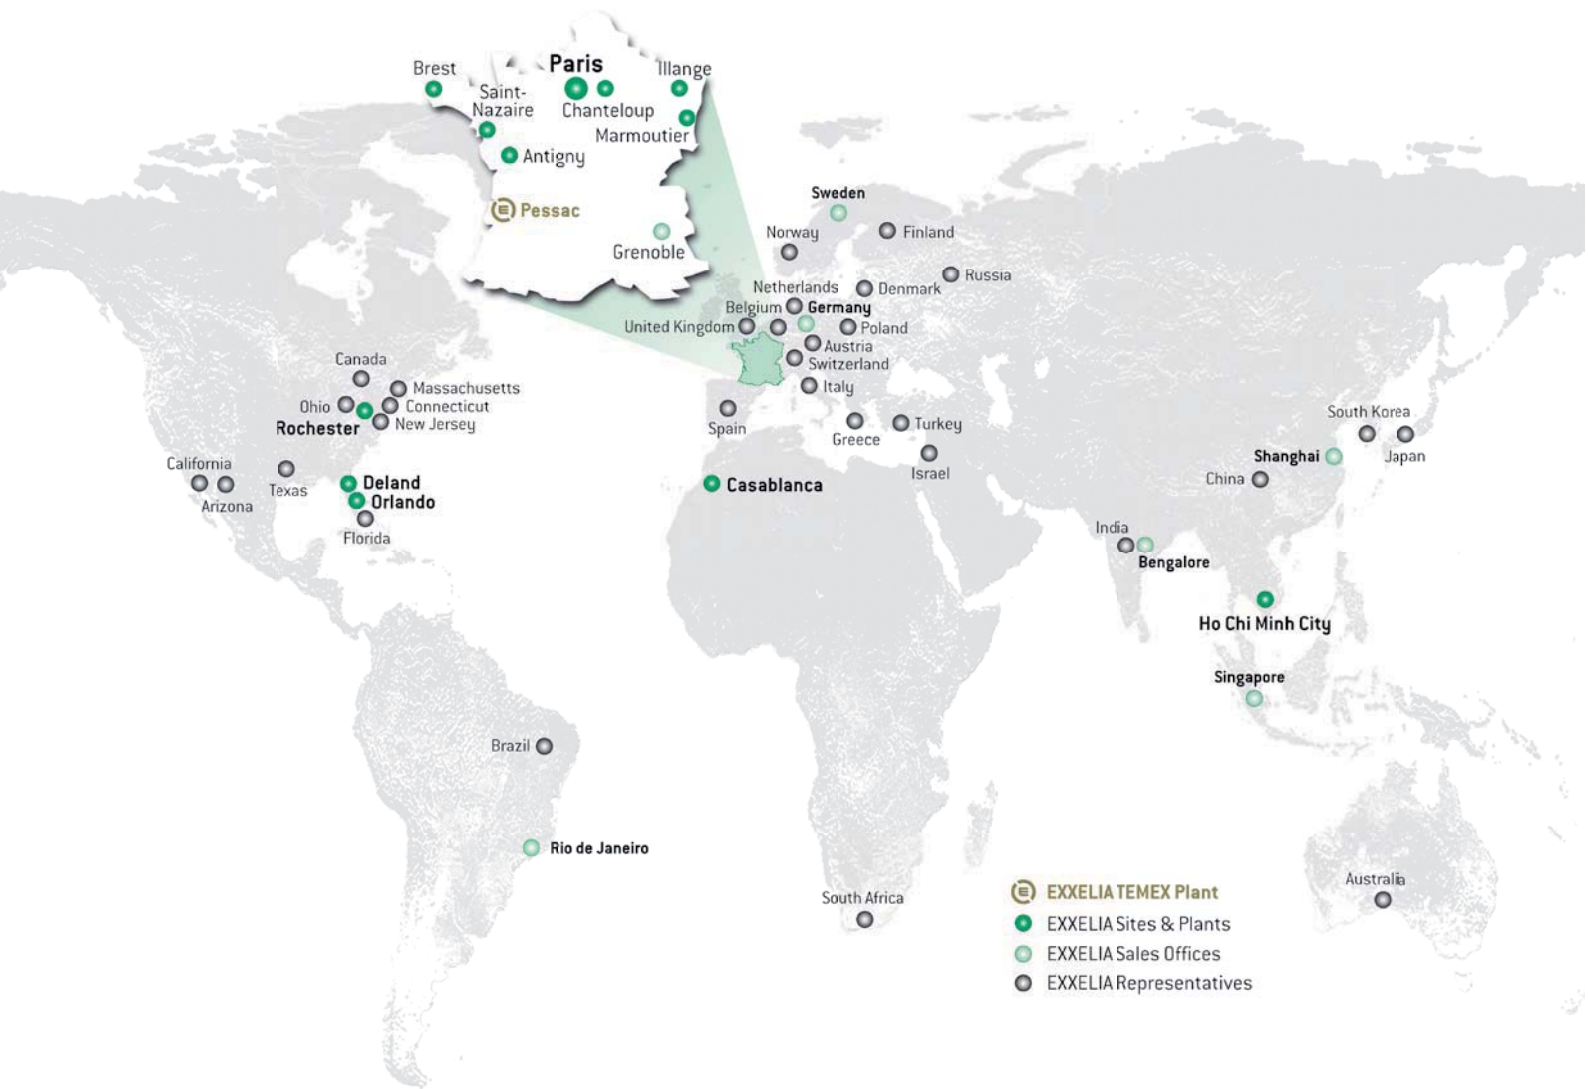 Paris
Brest
Illange
Saint-
Nazaire
Chanteloup
Marmoutier
Antigny
Pessac
Grenoble
Sweden
Norway
Finland
Russia
Netherlands
Denmark
Belgium
Germany
United Kingdom
Poland
Austria
Switzerland
Italy
Spain
Greece
Turkey
Israel
Canada
Massachusetts
Ohio
Connecticut
Rochester
New Jersey
California
Texas
Arizona
Deland
Orlando
Florida
Casablanca
South Korea
Shanghai
Japan
China
India
Bengalore
Ho Chi Minh City
Singapore
Brazil
Rio de Janeiro
South Africa
Australia
EXXELIA TEMEX Plant
EXXELIA Sites & Plants
EXXELIA Sales Offices
EXXELIA Representatives